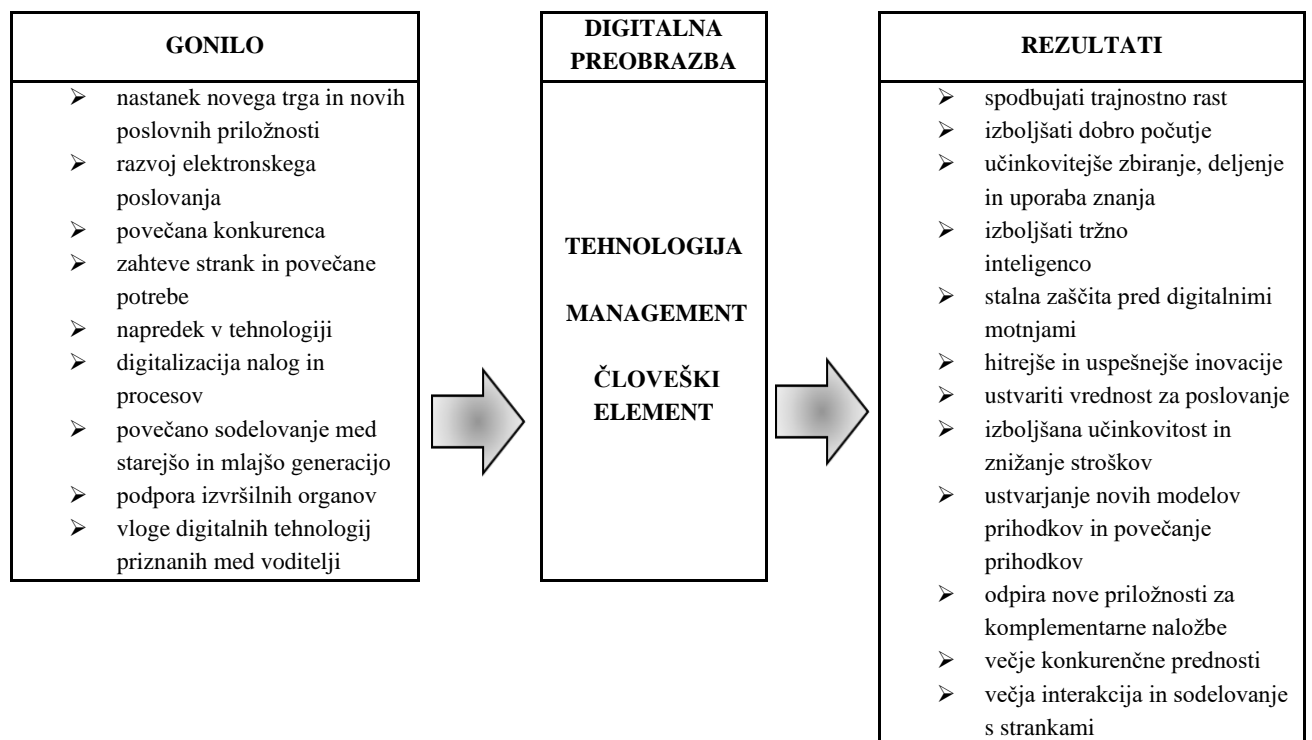 GONILO
➢ nastanek novega trga in novih
poslovnih priložnosti
➢ razvoj elektronskega
poslovanja
➢ povečana konkurenca
➢ zahteve strank in povečane
potrebe
➢ napredek v tehnologiji
➢ digitalizacija nalog in
procesov
➢ povečano sodelovanje med
starejšo in mlajšo generacijo
➢ podpora izvršilnih organov
➢ vloge digitalnih tehnologij
priznanih med voditelji
DIGITALNA
PREOBRAZBA
TEHNOLOGIJA
MANAGEMENT
ČLOVEŠKI
ELEMENT
REZULTATI
➢ spodbujati trajnostno rast
➢ izboljšati dobro počutje
➢ učinkovitejše zbiranje, deljenje
in uporaba znanja
➢ izboljšati tržno
inteligenco
➢ stalna zaščita pred digitalnimi
motnjami
➢ hitrejše in uspešnejše inovacije
➢ ustvariti vrednost za poslovanje
➢ izboljšana učinkovitost in
znižanje stroškov
➢ ustvarjanje novih modelov
prihodkov in povečanje
prihodkov
➢ odpira nove priložnosti za
komplementarne naložbe
➢ večje konkurenčne prednosti
➢ večja interakcija in sodelovanje
s strankami